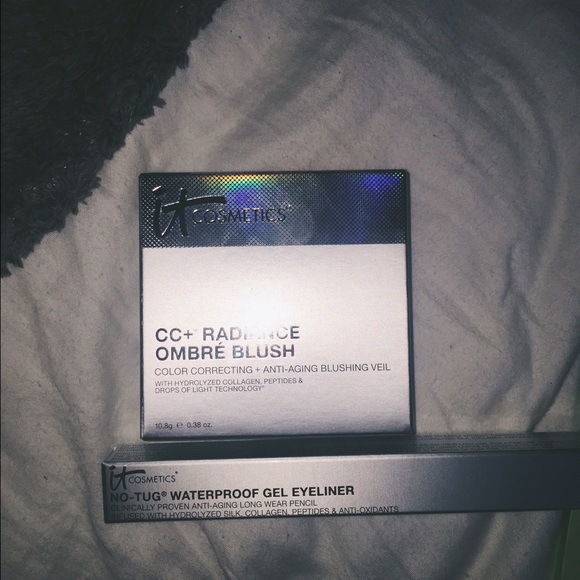 it COSMETICS
CC+ RADIANCE
OMBRÉ BLUSH
COLOR CORRECTING + ANTI-AGING BLUSHING VEIL
WITH HYDROLYZED COLLAGEN, PEPTIDES &
DROPS OF LIGHT TECHNOLOGY
10.8g ℮ 0.38 oz.
it COSMETICS
NO-TUG® WATERPROOF GEL EYELINER
CLINICALLY PROVEN ANTI-AGING LONG WEAR PENCIL
INFUSED WITH HYDROLYZED SILK, COLLAGEN, PEPTIDES & ANTI-OXIDANTS